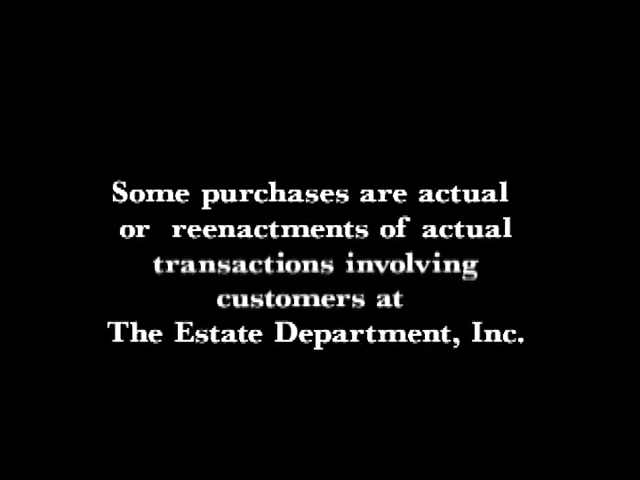 Some purchases are actual
or reenactments of actual
transactions involving
customers at
The Estate Department, Inc.